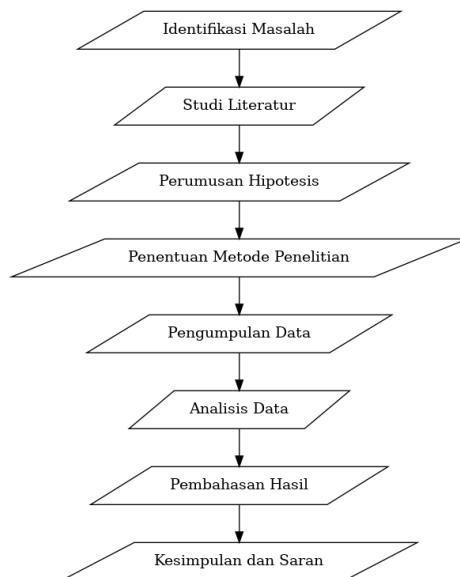 Identifikasi Masalah
Studi Literatur
Perumusan Hipotesis
Penentuan Metode Penelitian
Pengumpulan Data
Analisis Data
Pembahasan Hasil
Kesimpulan dan Saran